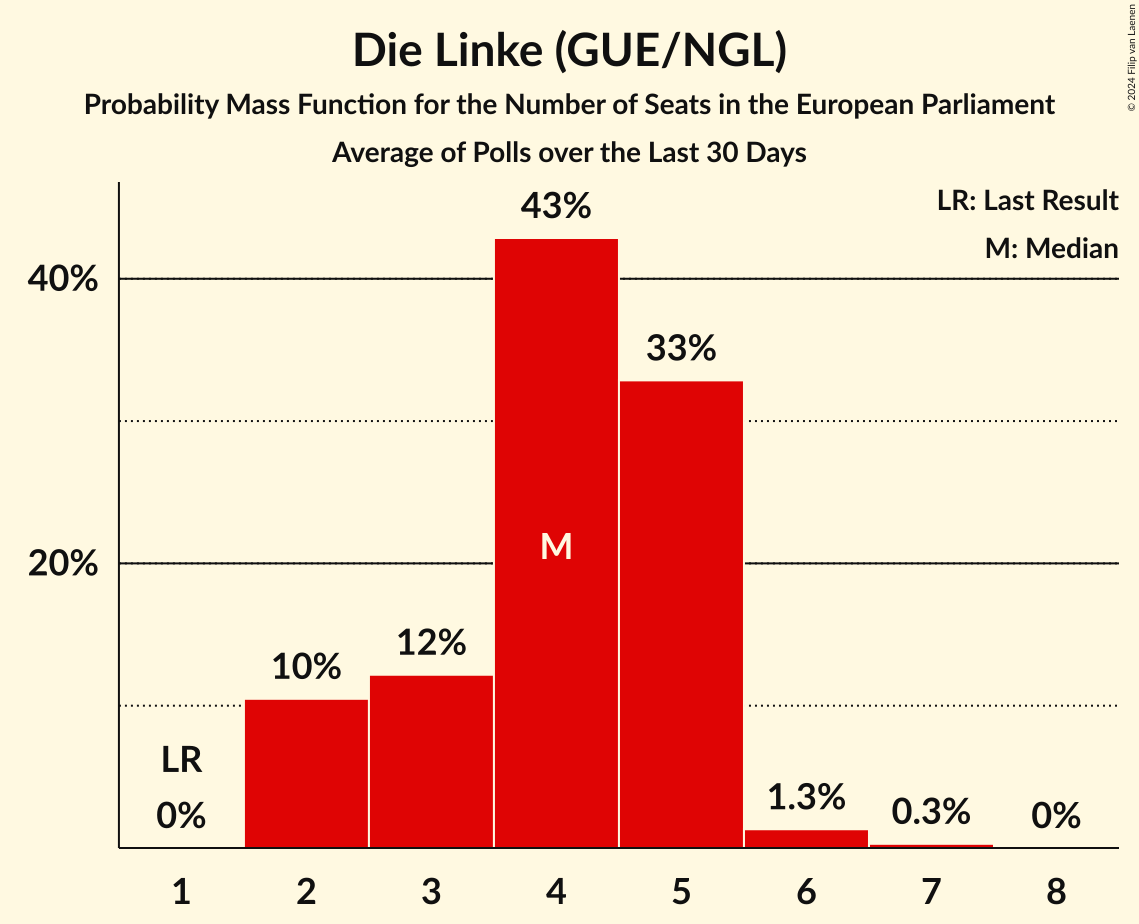 Die Linke (GUE/NGL)
Probability Mass Function for the Number of Seats in the European Parliament
Average of Polls over the Last 30 Days
© 2024 Filip van Laenen
LR: Last Result
M: Median
43%
40%
33%
M
20%
12%
10%
LR
0%
1.3%
0.3%
0%
1 2 3 4 5 6 7 8